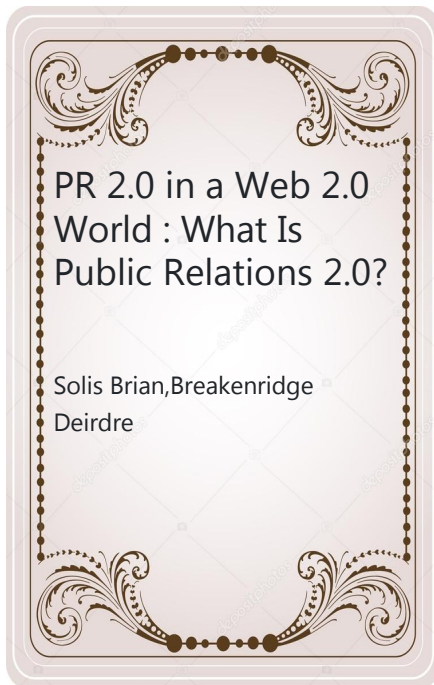 PR 2.0 in a Web 2.0
World : What Is
Public Relations 2.0?
Solis Brian,Breakenridge
Deirdre